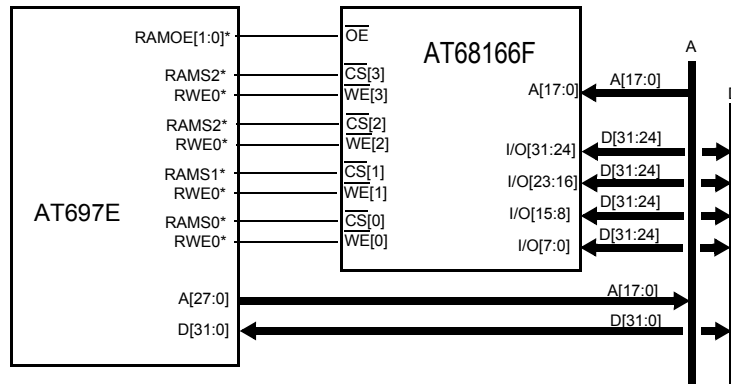 RAMOE[1:0]* OE
AT68166F
A
RAMS2* CS[3]
A[17:0] A[17:0]
RWE0* WE[3]
RAMS2* CS[2]
RWE0* WE[2]
I/O[31:24] D[31:24]
RAMS1* CS[1]
I/O[23:16] D[31:24]
RWE0* WE[1]
AT697E
RAMS0* CS[0]
I/O[15:8] D[31:24]
RWE0* WE[0]
I/O[7:0] D[31:24]
A[27:0] A[17:0]
D[31:0] D[31:0]